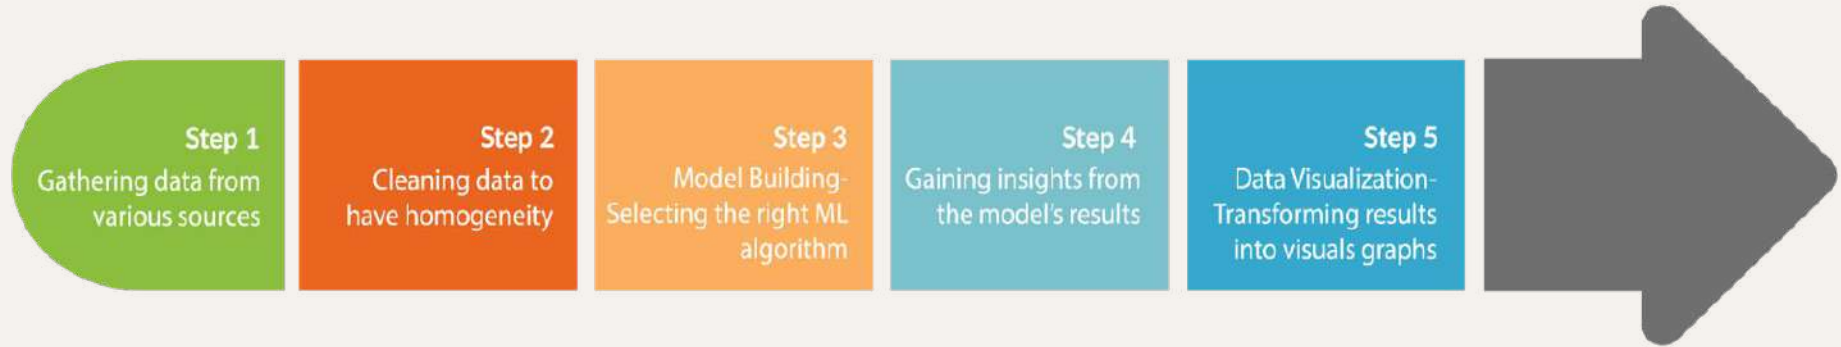 Step 1
Gathering data from
various sources
Step 2
Cleaning data to
have homogeneity
Step 3
Model Building-
Selecting the right ML
algorithm
Step 4
Gaining insights from
the model's results
Step 5
Data Visualization-
Transforming results
into visuals graphs